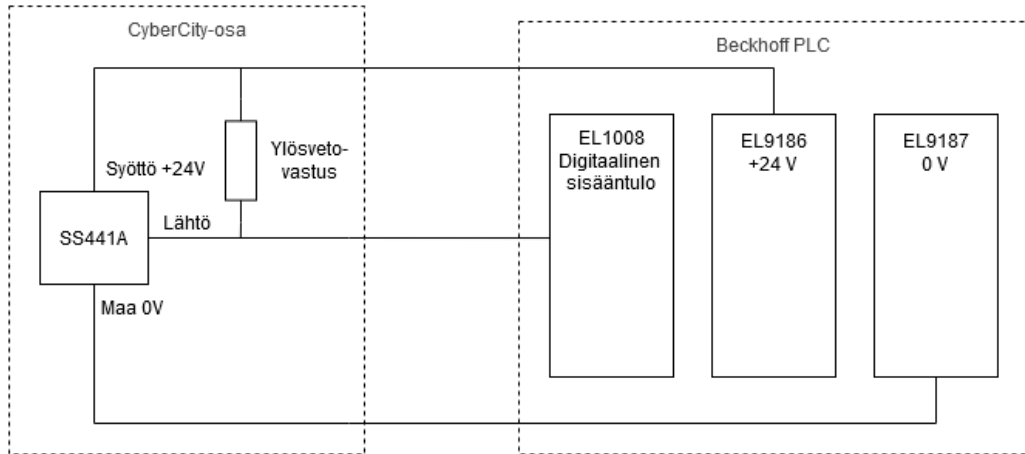 CyberCity-osa
Beckhoff PLC
Syöttö +24V
Ylösveto-
vastus
EL1008
Digitaalinen
sisääntulo
EL9186
+24 V
EL9187
0 V
Lähtö
SS441A
Maa 0V